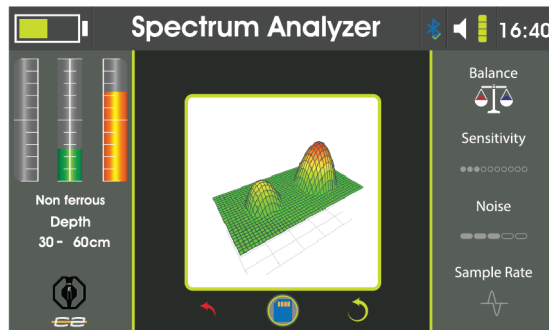 Spectrum Analyzer
16:40
Balance
Sensitivity
Noise
Sample Rate
Non ferrous
Depth
30 - 60cm